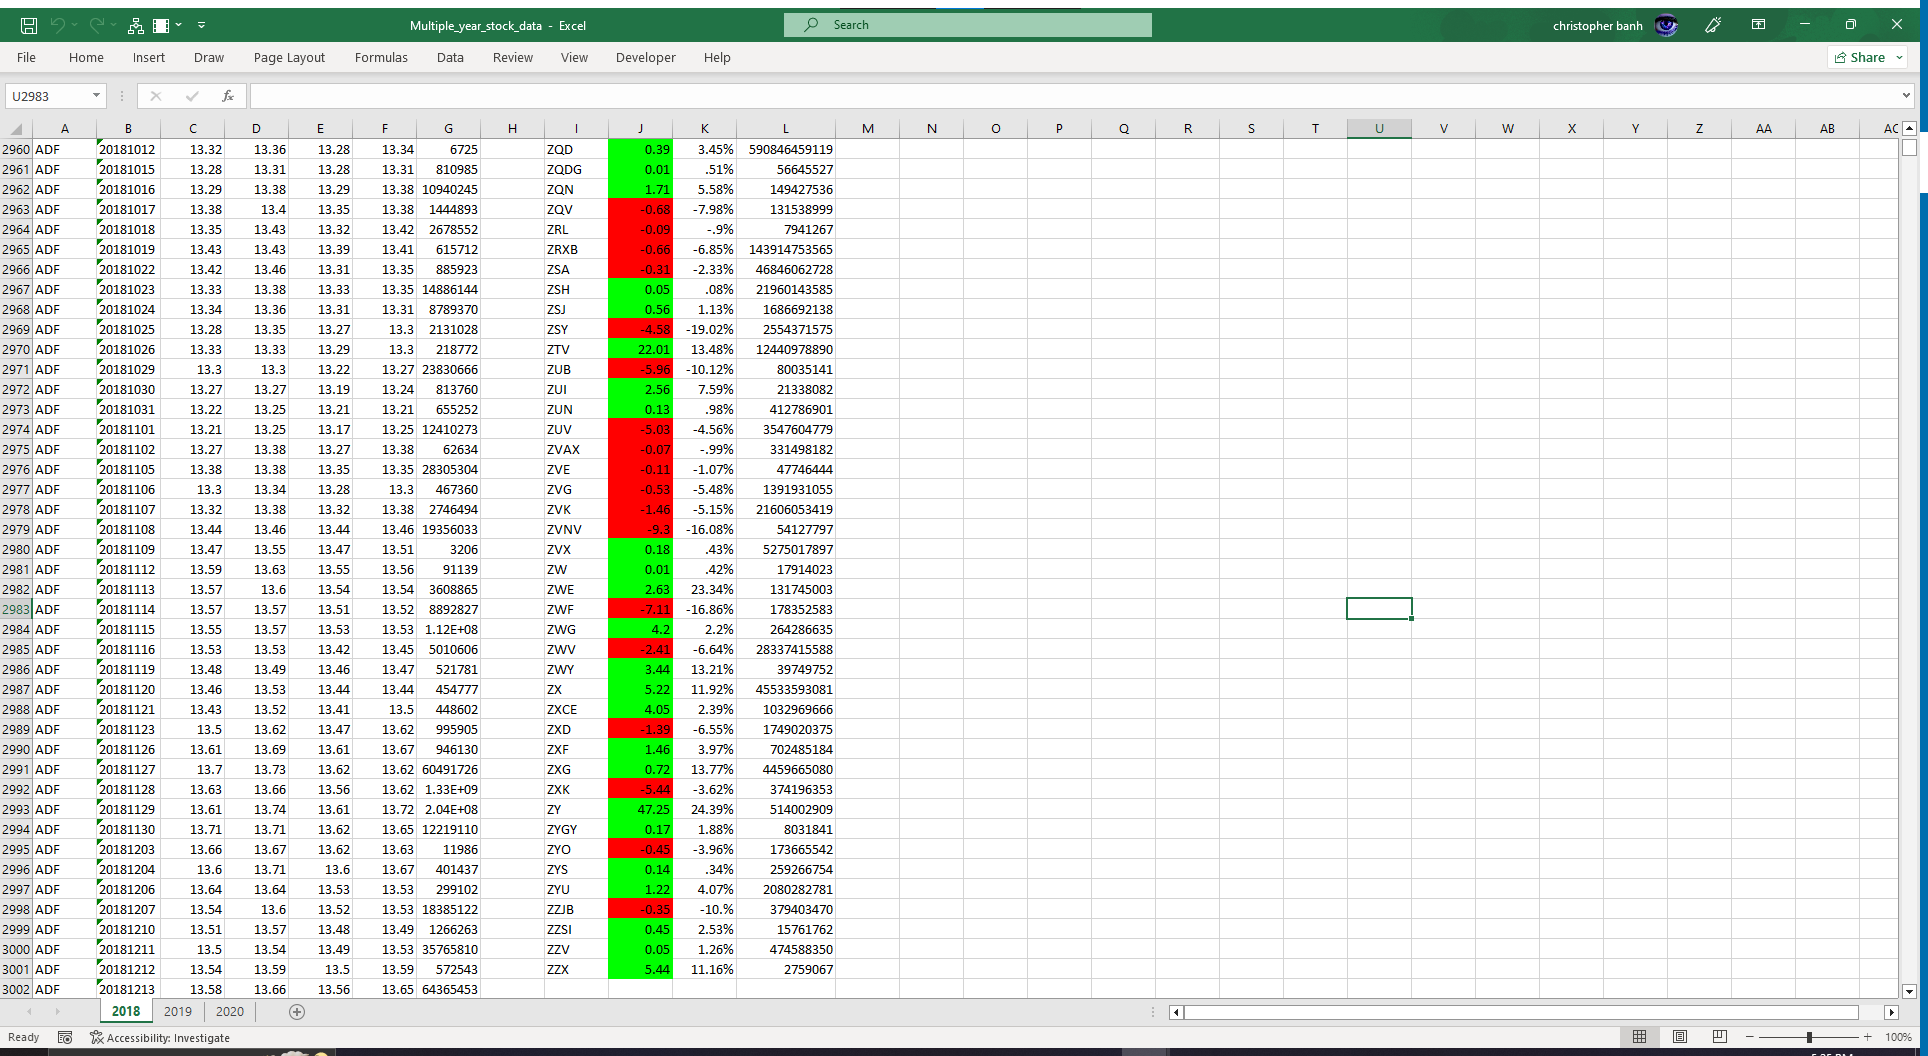 Multiple_year_stock_data - Excel
Search
christopher banh
File Home Insert Draw Page Layout Formulas Data Review View Developer Help
Share
U2983
fx
A B C D E F G H I J K L M N O P Q R S T U V W X Y Z AA AB AC
2960 ADF 20181012 13.32 13.36 13.28 13.34 6725 ZQD 0.39 3.45% 590846459119
2961 ADF 20181015 13.28 13.31 13.28 13.31 810985 ZQDG 0.01 .51% 56645527
2962 ADF 20181016 13.29 13.38 13.29 13.38 10940245 ZQN 1.71 5.58% 149427536
2963 ADF 20181017 13.38 13.4 13.35 13.38 1444893 ZQV -0.68 -7.98% 131538999
2964 ADF 20181018 13.35 13.43 13.32 13.42 2678552 ZRL -0.09 -.9% 7941267
2965 ADF 20181019 13.43 13.43 13.39 13.41 615712 ZRXB -0.66 -6.85% 143914753565
2966 ADF 20181022 13.42 13.46 13.31 13.35 885923 ZSA -0.31 -2.33% 46846062728
2967 ADF 20181023 13.33 13.38 13.33 13.35 14886144 ZSH 0.05 .08% 21960143585
2968 ADF 20181024 13.34 13.36 13.31 13.31 8789370 ZSJ 0.56 1.13% 1686692138
2969 ADF 20181025 13.28 13.35 13.27 13.3 2131028 ZSY -4.58 -19.02% 2554371575
2970 ADF 20181026 13.33 13.33 13.29 13.3 218772 ZTV 22.01 13.48% 12440978890
2971 ADF 20181029 13.3 13.3 13.22 13.27 23830666 ZUB -5.96 -10.12% 80035141
2972 ADF 20181030 13.27 13.27 13.19 13.24 813760 ZUI 2.56 7.59% 21338082
2973 ADF 20181031 13.22 13.25 13.21 13.21 655252 ZUN 0.13 .98% 412786901
2974 ADF 20181101 13.21 13.25 13.17 13.25 12410273 ZUV -5.03 -4.56% 3547604779
2975 ADF 20181102 13.27 13.38 13.27 13.38 62634 ZVAX -0.07 -.99% 331498182
2976 ADF 20181105 13.38 13.38 13.35 13.35 28305304 ZVE -0.11 -1.07% 47746444
2977 ADF 20181106 13.3 13.34 13.28 13.3 467360 ZVG -0.53 -5.48% 1391931055
2978 ADF 20181107 13.32 13.38 13.32 13.38 2746494 ZVK -1.46 -5.15% 21606053419
2979 ADF 20181108 13.44 13.46 13.44 13.46 19356033 ZVNV -9.3 -16.08% 54127797
2980 ADF 20181109 13.47 13.55 13.47 13.51 3206 ZVX 0.18 .43% 5275017897
2981 ADF 20181112 13.59 13.63 13.55 13.56 91139 ZW 0.01 .42% 17914023
2982 ADF 20181113 13.57 13.6 13.54 13.54 3608865 ZWE 2.63 23.34% 131745003
2983 ADF 20181114 13.57 13.57 13.51 13.52 8892827 ZWF -7.11 -16.86% 178352583
2984 ADF 20181115 13.55 13.57 13.53 13.53 1.12E+08 ZWG 4.2 2.2% 264286635
2985 ADF 20181116 13.53 13.53 13.42 13.45 5010606 ZWV -2.41 -6.64% 28337415588
2986 ADF 20181119 13.48 13.49 13.46 13.47 521781 ZWY 3.44 13.21% 39749752
2987 ADF 20181120 13.46 13.53 13.44 13.44 454777 ZX 5.22 11.92% 45533593081
2988 ADF 20181121 13.43 13.52 13.41 13.5 448602 ZXCE 4.05 2.39% 1032969666
2989 ADF 20181123 13.5 13.62 13.47 13.62 995905 ZXD -1.39 -6.55% 1749020375
2990 ADF 20181126 13.61 13.69 13.61 13.67 946130 ZXF 1.46 3.97% 702485184
2991 ADF 20181127 13.7 13.73 13.62 13.62 60491726 ZXG 0.72 13.77% 4459665080
2992 ADF 20181128 13.63 13.66 13.56 13.62 1.33E+09 ZXK -5.44 -3.62% 374196353
2993 ADF 20181129 13.61 13.74 13.61 13.72 2.04E+08 ZY 47.25 24.39% 514002909
2994 ADF 20181130 13.71 13.71 13.62 13.65 12219110 ZYGY 0.17 1.88% 8031841
2995 ADF 20181203 13.66 13.67 13.62 13.63 11986 ZYO -0.45 -3.96% 173665542
2996 ADF 20181204 13.6 13.71 13.6 13.67 401437 ZYS 0.14 .34% 259266754
2997 ADF 20181206 13.64 13.64 13.53 13.53 299102 ZYU 1.22 4.07% 2080282781
2998 ADF 20181207 13.54 13.6 13.52 13.53 18385122 ZZJB -0.35 -10.% 379403470
2999 ADF 20181210 13.51 13.57 13.48 13.49 1266263 ZZSI 0.45 2.53% 15761762
3000 ADF 20181211 13.5 13.54 13.49 13.53 35765810 ZZV 0.05 1.26% 474588350
3001 ADF 20181212 13.54 13.59 13.5 13.59 572543 ZZX 5.44 11.16% 2759067
3002 ADF 20181213 13.58 13.66 13.56 13.65 64365453
2018 2019 2020
Ready Accessibility: Investigate 100%